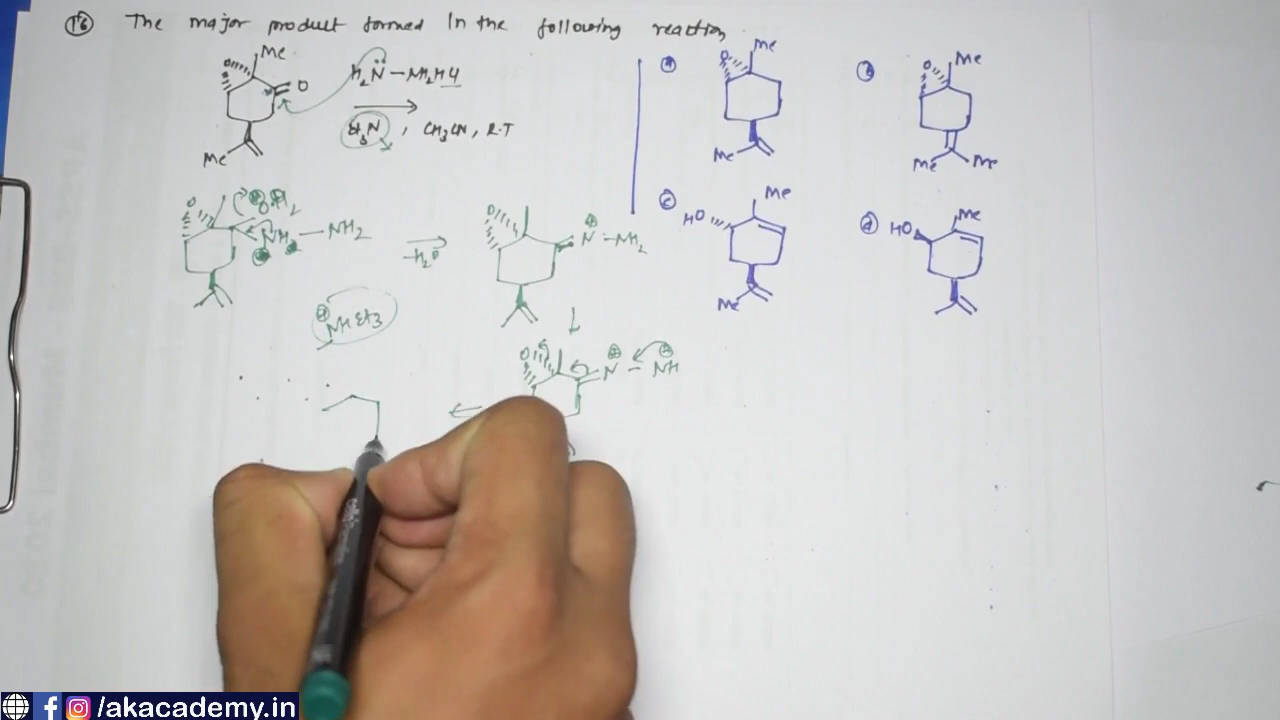 16 The major product formed In the following reaction
Me
O
O
H2N-NH2H4
Et3N, CH3CN, R.T
Me
a
O
Me
Me
b
O
Me
Me
Me
c
HO
Me
Me
d
HO
Me
O
NH2-NH2
-H2O
O
N-NH2
NHEt3
O
N-NH
/akacademy.in